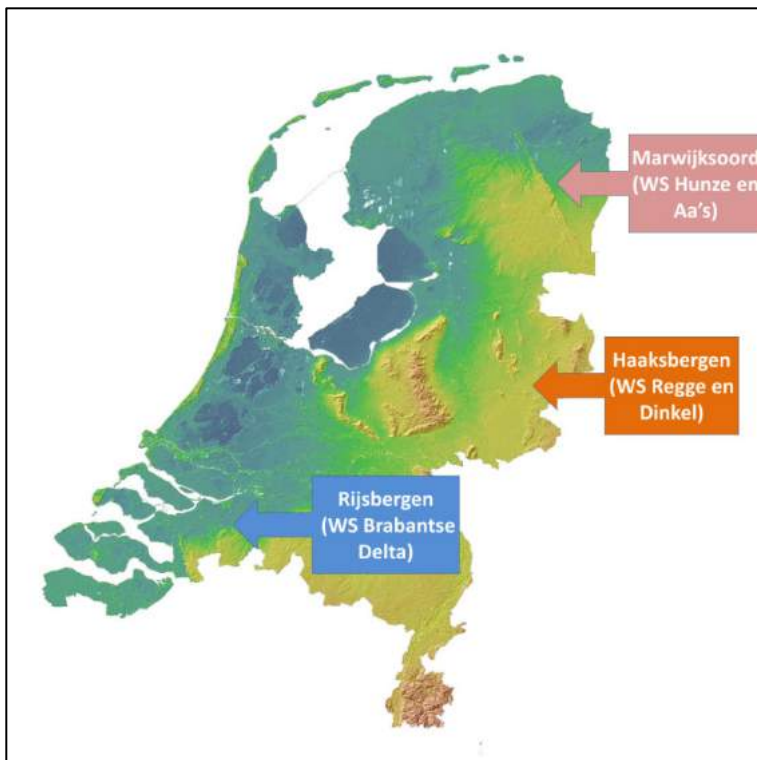 Marwijksoord
(WS Hunze en
Aa's)
Haaksbergen
(WS Regge en
Dinkel)
Rijsbergen
(WS Brabantse
Delta)